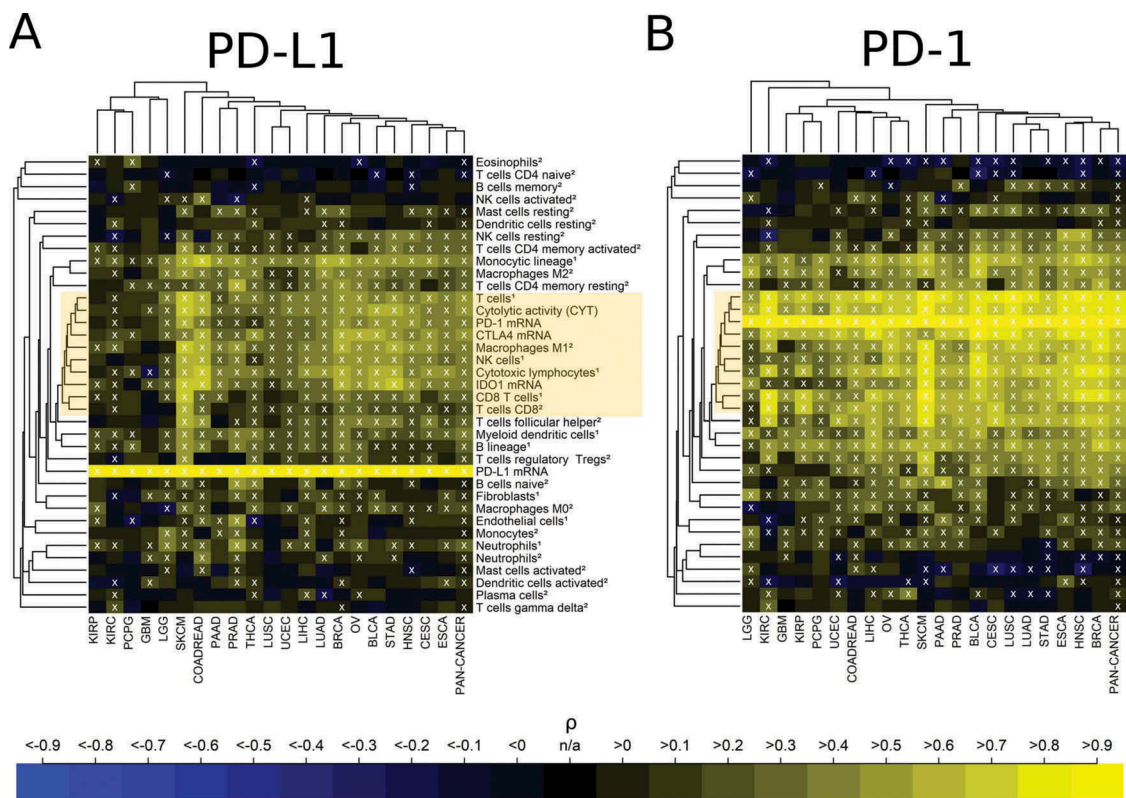 A
PD-L1
B
PD-1
Eosinophils²
T cells CD4 naive²
B cells memory²
NK cells activated²
Mast cells resting²
Dendritic cells resting²
NK cells resting²
T cells CD4 memory activated²
Monocytic lineage¹
Macrophages M2²
T cells CD4 memory resting²
T cells¹
Cytolytic activity (CYT)
PD-1 mRNA
CTLA4 mRNA
Macrophages M1²
NK cells¹
Cytotoxic lymphocytes¹
IDO1 mRNA
CD8 T cells¹
T cells CD8²
T cells follicular helper²
Myeloid dendritic cells¹
B lineage¹
T cells regulatory Tregs²
PD-L1 mRNA
B cells naive²
Fibroblasts¹
Macrophages M0²
Endothelial cells¹
Monocytes²
Neutrophils¹
Neutrophils²
Mast cells activated²
Dendritic cells activated²
Plasma cells²
T cells gamma delta²
KIRP KIRC PCPG GBM LGG SKCM COADREAD PAAD PRAD THCA LUSC UCEC LIHC LUAD BRCA OV BLCA STAD HNSC CESC ESCA PAN-CANCER
LGG KIRC GBM KIRP PCPG UCEC COADREAD LIHC OV THCA SKCM PAAD PRAD BLCA CESC LUSC LUAD STAD ESCA HNSC BRCA PAN-CANCER
ρ
<-0.9 <-0.8 <-0.7 <-0.6 <-0.5 <-0.4 <-0.3 <-0.2 <-0.1 <0 n/a >0 >0.1 >0.2 >0.3 >0.4 >0.5 >0.6 >0.7 >0.8 >0.9